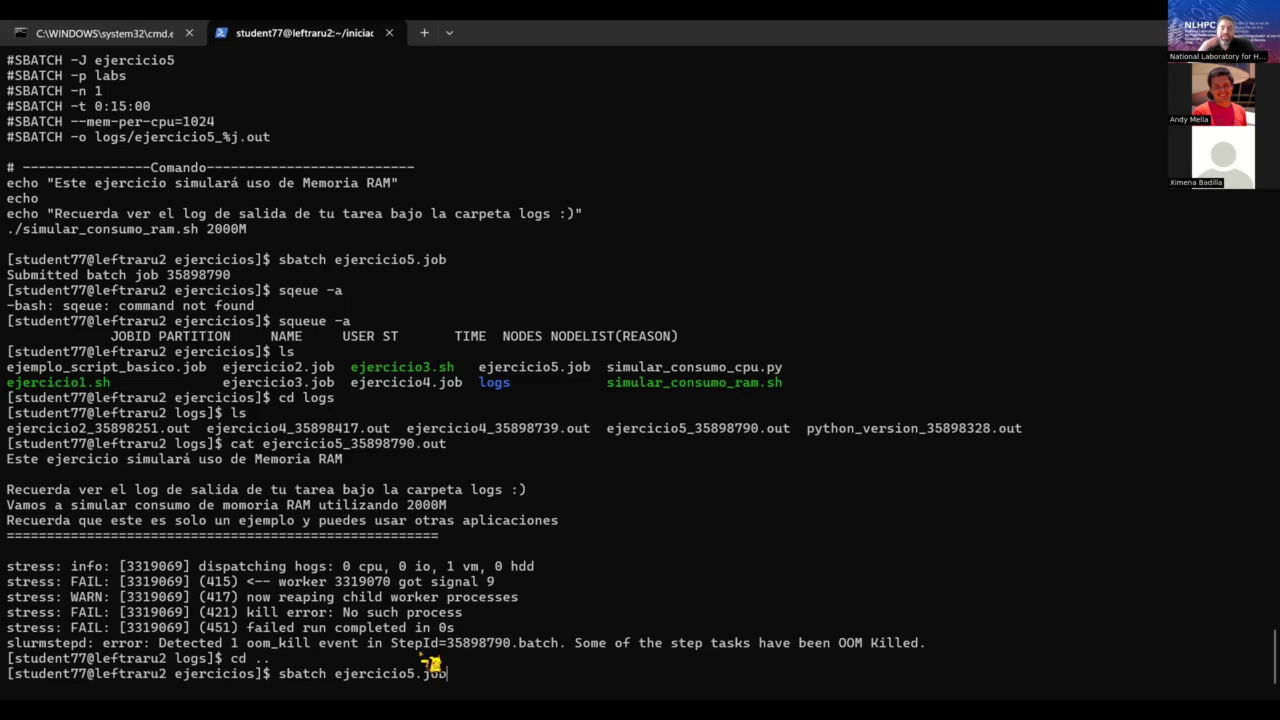 C:\WINDOWS\system32\cmd.e
student77@leftraru2:~/iniciac
#SBATCH -J ejercicio5
#SBATCH -p labs
#SBATCH -n 1
#SBATCH -t 0:15:00
#SBATCH --mem-per-cpu=1024
#SBATCH -o logs/ejercicio5_%j.out
# ----------------Comando--------------------------
echo "Este ejercicio simulará uso de Memoria RAM"
echo
echo "Recuerda ver el log de salida de tu tarea bajo la carpeta logs :)"
./simular_consumo_ram.sh 2000M
[student77@leftraru2 ejercicios]$ sbatch ejercicio5.job
Submitted batch job 35898790
[student77@leftraru2 ejercicios]$ sqeue -a
-bash: sqeue: command not found
[student77@leftraru2 ejercicios]$ squeue -a
JOBID PARTITION NAME USER ST TIME NODES NODELIST(REASON)
[student77@leftraru2 ejercicios]$ ls
ejemplo_script_basico.job ejercicio2.job ejercicio3.sh ejercicio5.job simular_consumo_cpu.py
ejercicio1.sh ejercicio3.job ejercicio4.job logs simular_consumo_ram.sh
[student77@leftraru2 ejercicios]$ cd logs
[student77@leftraru2 logs]$ ls
ejercicio2_35898251.out ejercicio4_35898417.out ejercicio4_35898739.out ejercicio5_35898790.out python_version_35898328.out
[student77@leftraru2 logs]$ cat ejercicio5_35898790.out
Este ejercicio simulará uso de Memoria RAM
Recuerda ver el log de salida de tu tarea bajo la carpeta logs :)
Vamos a simular consumo de momoria RAM utilizando 2000M
Recuerda que este es solo un ejemplo y puedes usar otras aplicaciones
======================================================
stress: info: [3319069] dispatching hogs: 0 cpu, 0 io, 1 vm, 0 hdd
stress: FAIL: [3319069] (415) <-- worker 3319070 got signal 9
stress: WARN: [3319069] (417) now reaping child worker processes
stress: FAIL: [3319069] (421) kill error: No such process
stress: FAIL: [3319069] (451) failed run completed in 0s
slurmstepd: error: Detected 1 oom_kill event in StepId=35898790.batch. Some of the step tasks have been OOM Killed.
[student77@leftraru2 logs]$ cd ..
[student77@leftraru2 ejercicios]$ sbatch ejercicio5.job
NLHPC
National Laboratory for H...
Andy Mella
Ximena Badilla